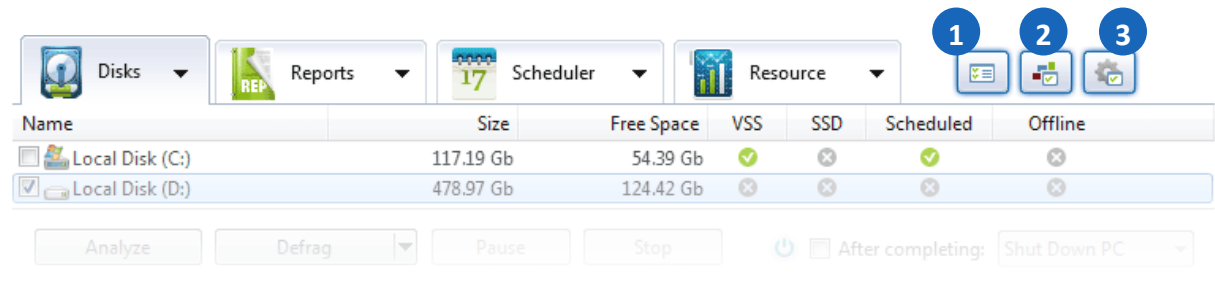 1 2 3
Disks Reports 17 Scheduler Resource
REP
Name Size Free Space VSS SSD Scheduled Offline
Local Disk (C:) 117.19 Gb 54.39 Gb
Local Disk (D:) 478.97 Gb 124.42 Gb
Analyze Defrag Pause Stop After completing: Shut Down PC